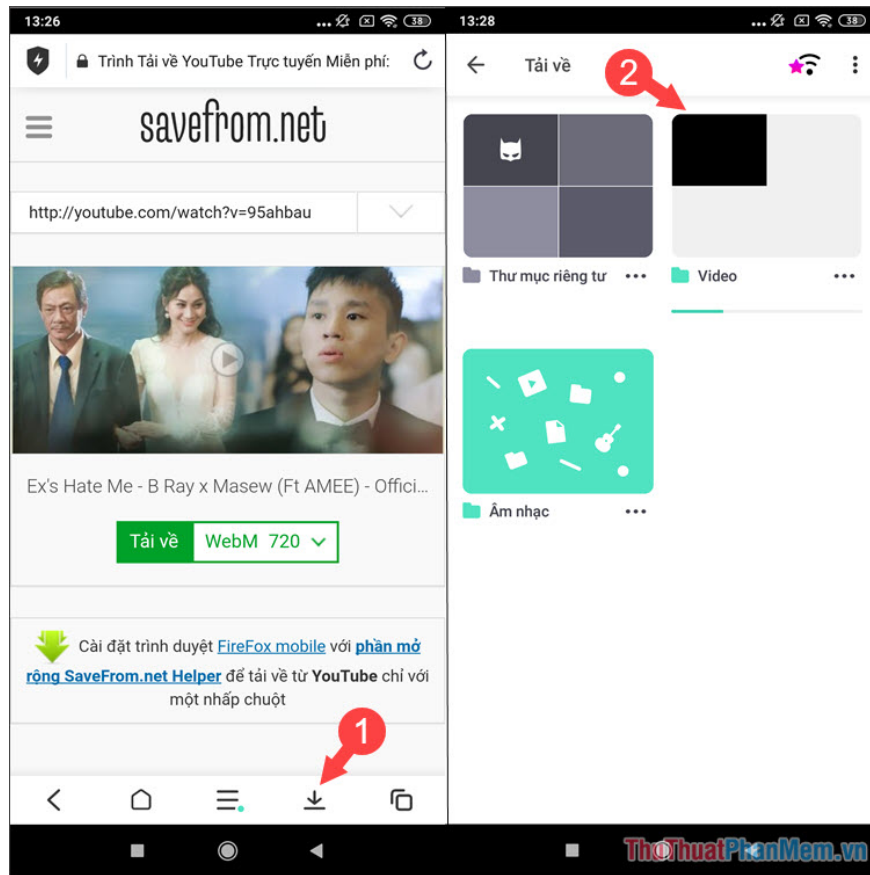 13:26
38
Trình Tải về YouTube Trực tuyến Miễn phí:
savefrom.net
http://youtube.com/watch?v=95ahbau
Ex's Hate Me - B Ray x Masew (Ft AMEE) - Offici...
Tải về WebM 720
Cài đặt trình duyệt FireFox mobile với phần mở
rộng SaveFrom.net Helper để tải về từ YouTube chỉ với
một nhấp chuột
1
13:28
38
Tải về
2
Thư mục riêng tư
Video
Âm nhạc
ThuThuatPhanMem.vn